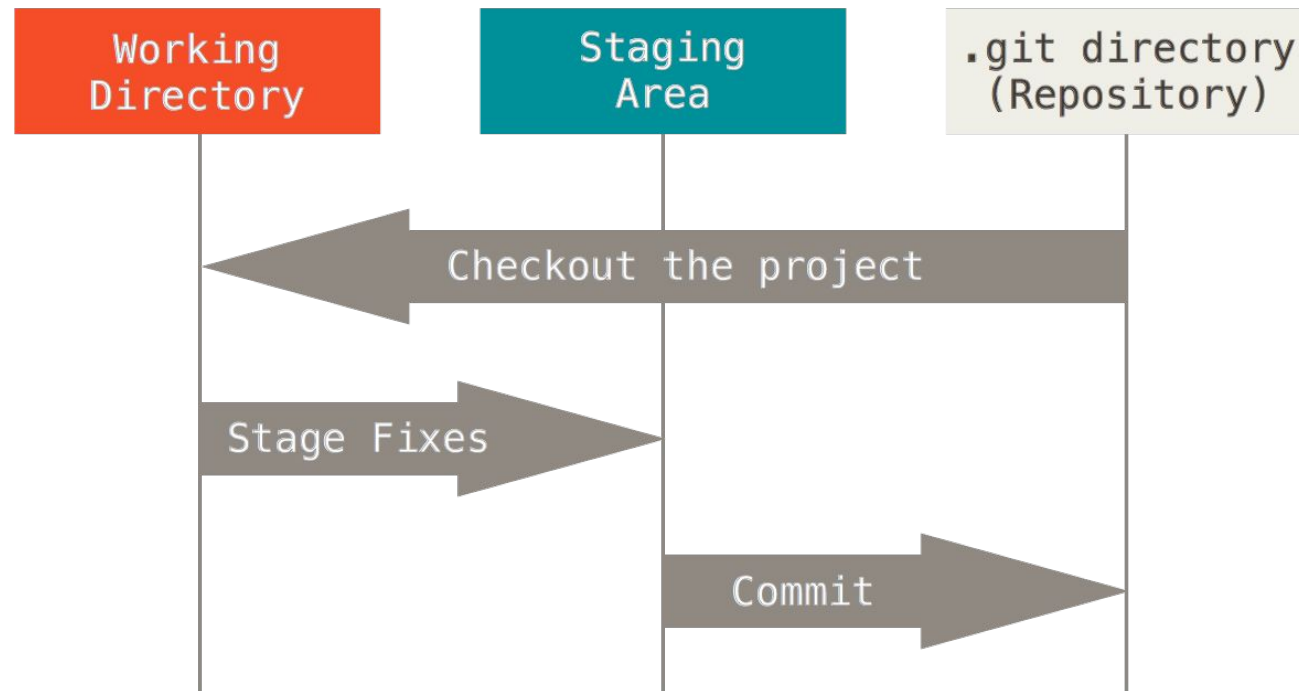 Working
Directory
Staging
Area
.git directory
(Repository)
Checkout the project
Stage Fixes
Commit